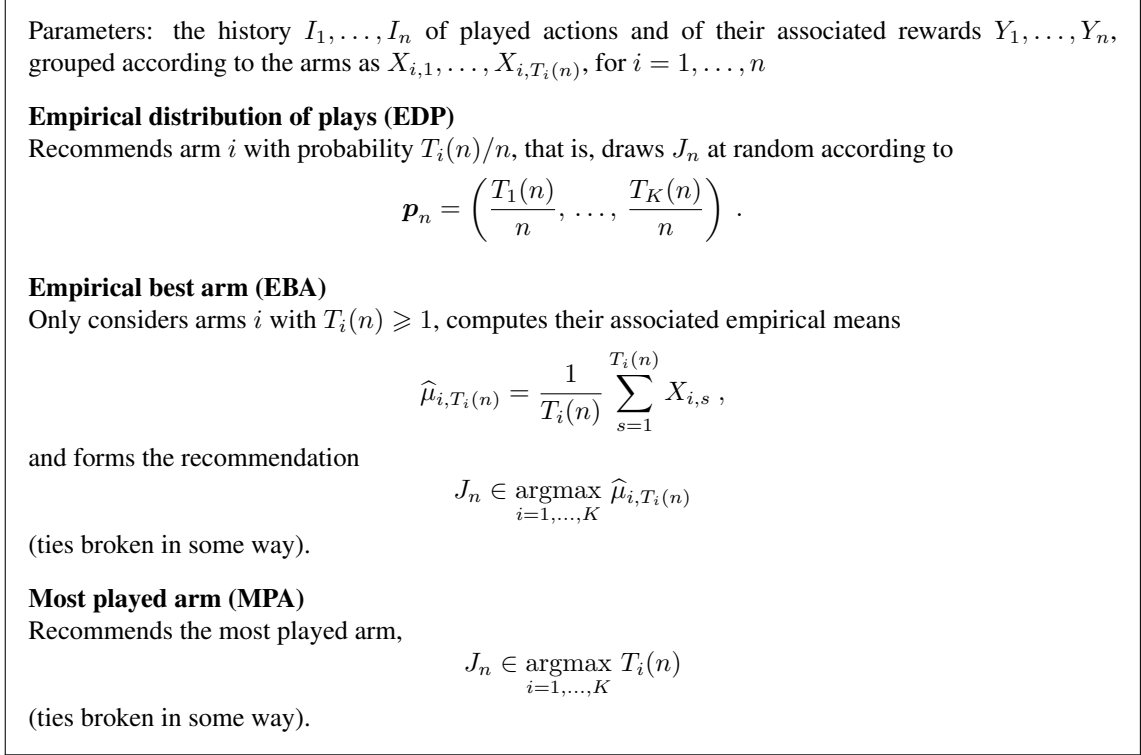 Parameters: the history I₁, . . . , Iₙ of played actions and of their associated rewards Y₁, . . . , Yₙ,
grouped according to the arms as X_{i,1}, . . . , X_{i,T_i(n)}, for i = 1, . . . , n
Empirical distribution of plays (EDP)
Recommends arm i with probability T_i(n)/n, that is, draws J_n at random according to
p_n = ( T_1(n)/n , . . . , T_K(n)/n ) .
Empirical best arm (EBA)
Only considers arms i with T_i(n) ⩾ 1, computes their associated empirical means
μ̂_{i,T_i(n)} = 1/T_i(n) ∑_{s=1}^{T_i(n)} X_{i,s} ,
and forms the recommendation
J_n ∈ argmax_{i=1,...,K} μ̂_{i,T_i(n)}
(ties broken in some way).
Most played arm (MPA)
Recommends the most played arm,
J_n ∈ argmax_{i=1,...,K} T_i(n)
(ties broken in some way).